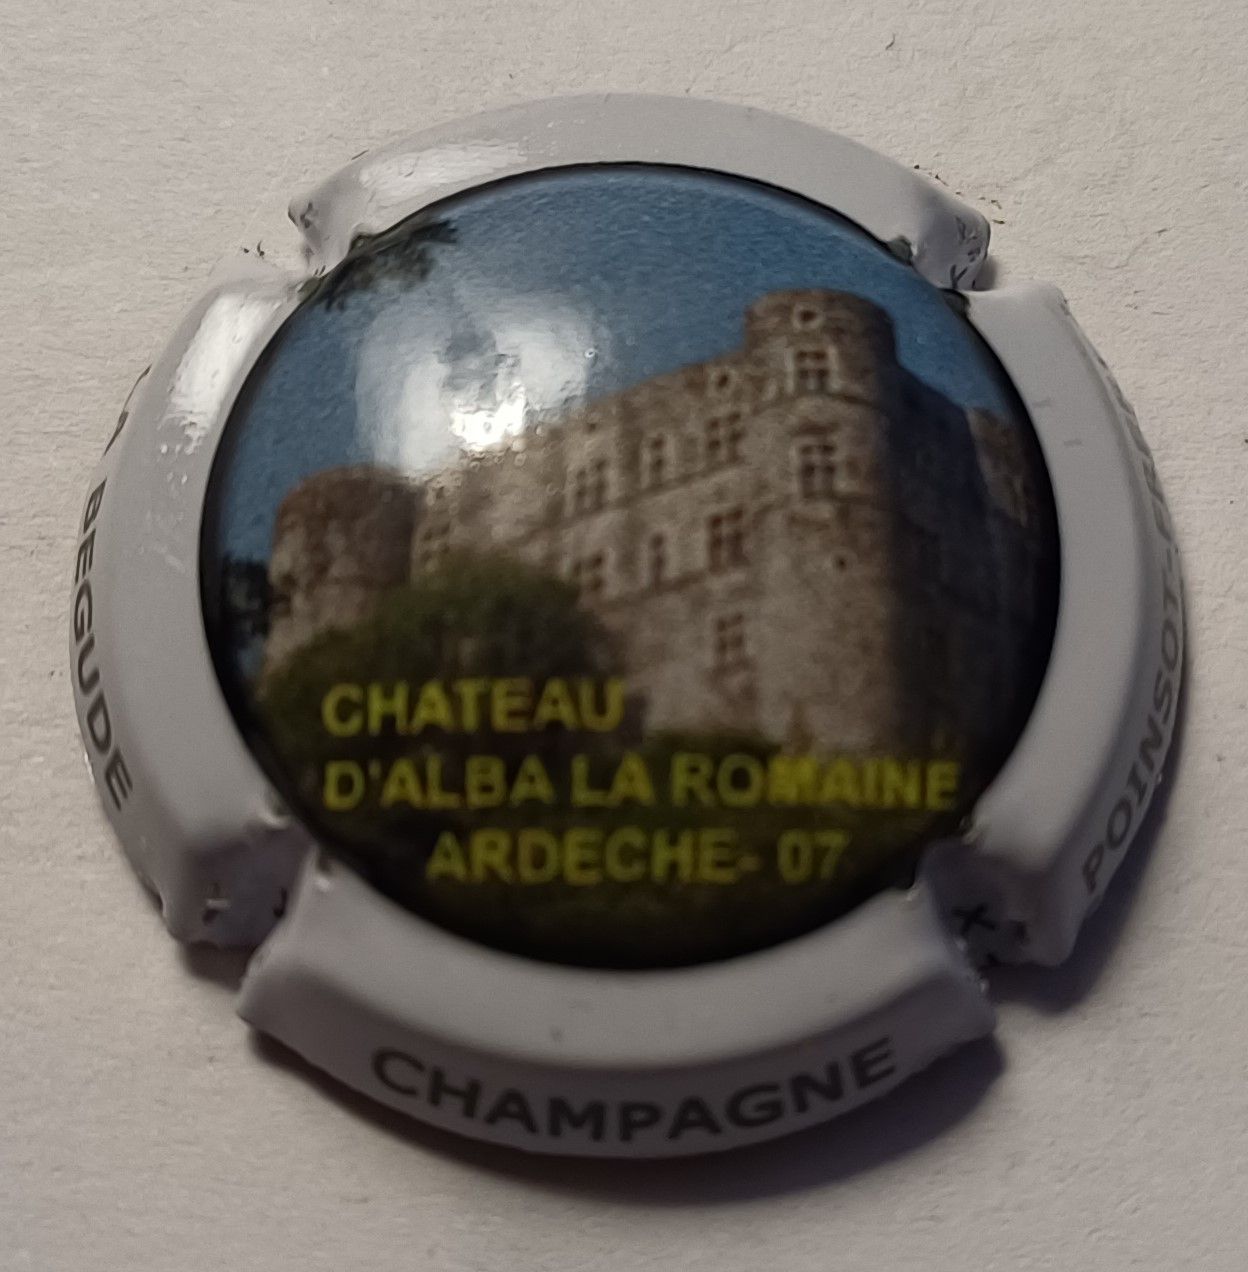 CHATEAU
D'ALBA LA ROMAINE
ARDECHE- 07
CHAMPAGNE
POINSOT-
BEGUDE